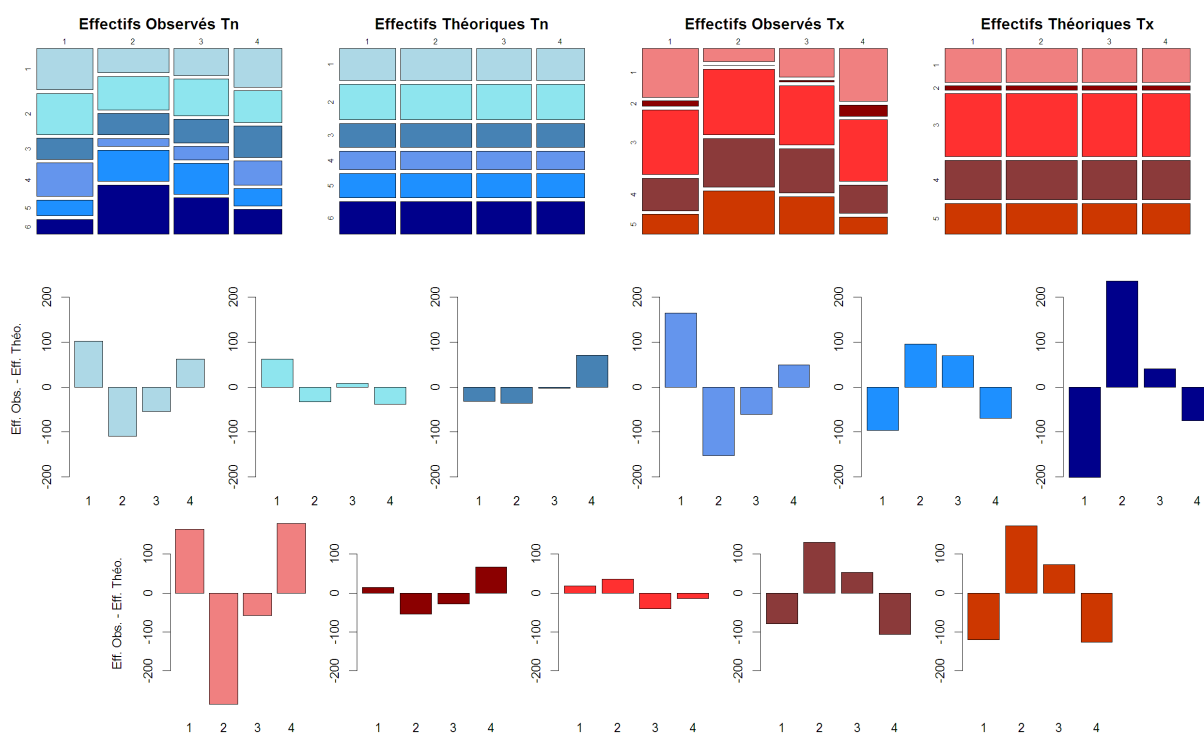 Effectifs Observés Tn
Effectifs Théoriques Tn
Effectifs Observés Tx
Effectifs Théoriques Tx
1 2 3 4
1 2 3 4
1 2 3 4
1 2 3 4
1 2 3 4 5 6
1 2 3 4 5 6
1 2 3 4 5
1 2 3 4 5
Eff. Obs. - Eff. Théo.
-200 -100 0 100 200
1 2 3 4
-200 -100 0 100 200
1 2 3 4
-200 -100 0 100 200
1 2 3 4
-200 -100 0 100 200
1 2 3 4
-200 -100 0 100 200
1 2 3 4
-200 -100 0 100 200
1 2 3 4
Eff. Obs. - Eff. Théo.
-200 -100 0 100
1 2 3 4
-200 -100 0 100
1 2 3 4
-200 -100 0 100
1 2 3 4
-200 -100 0 100
1 2 3 4
-200 -100 0 100
1 2 3 4